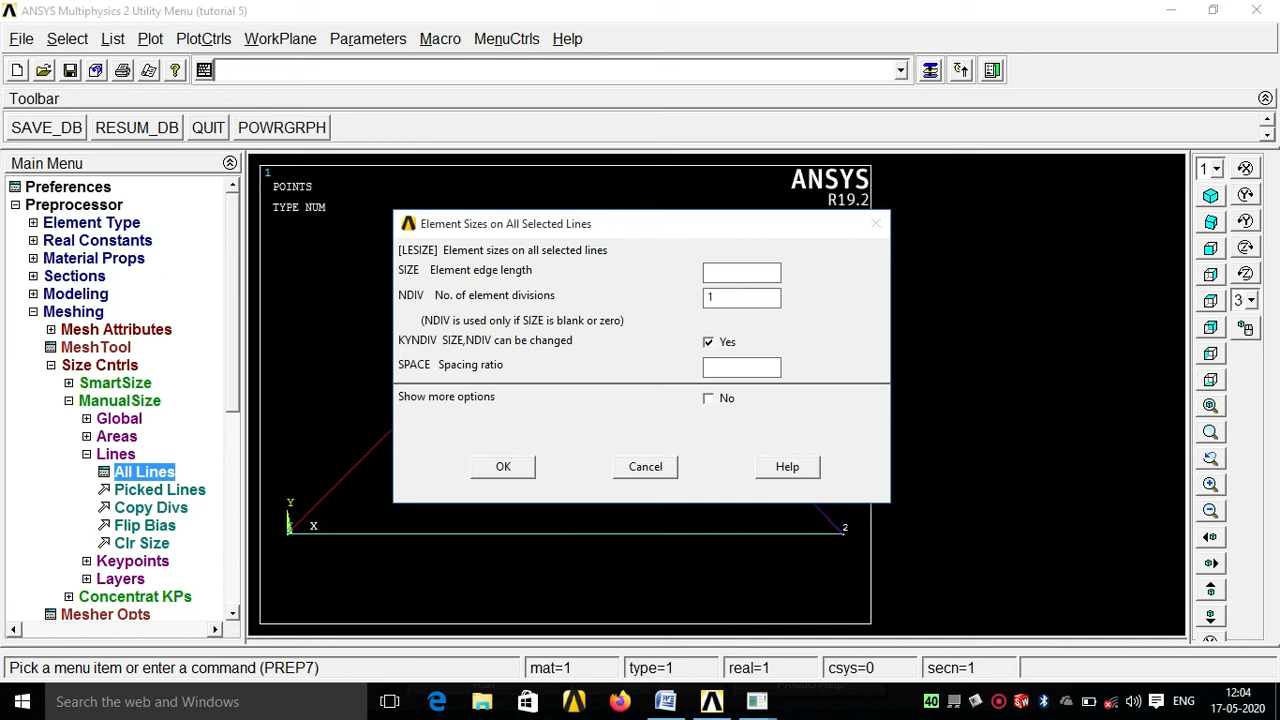 ANSYS Multiphysics 2 Utility Menu (tutorial 5)
File Select List Plot PlotCtrls WorkPlane Parameters Macro MenuCtrls Help
Toolbar
SAVE_DB RESUM_DB QUIT POWRGRPH
Main Menu
Preferences
Preprocessor
Element Type
Real Constants
Material Props
Sections
Modeling
Meshing
Mesh Attributes
MeshTool
Size Cntrls
SmartSize
ManualSize
Global
Areas
Lines
All Lines
Picked Lines
Copy Divs
Flip Bias
Clr Size
Keypoints
Layers
Concentrat KPs
Mesher Opts
1
POINTS
TYPE NUM
ANSYS
R19.2
Element Sizes on All Selected Lines
[LESIZE] Element sizes on all selected lines
SIZE Element edge length
NDIV No. of element divisions 1
(NDIV is used only if SIZE is blank or zero)
KYNDIV SIZE,NDIV can be changed Yes
SPACE Spacing ratio
Show more options No
OK Cancel Help
Y
X
2
1
3
Pick a menu item or enter a command (PREP7) mat=1 type=1 real=1 csys=0 secn=1
Search the web and Windows
40
ENG
12:04
17-05-2020